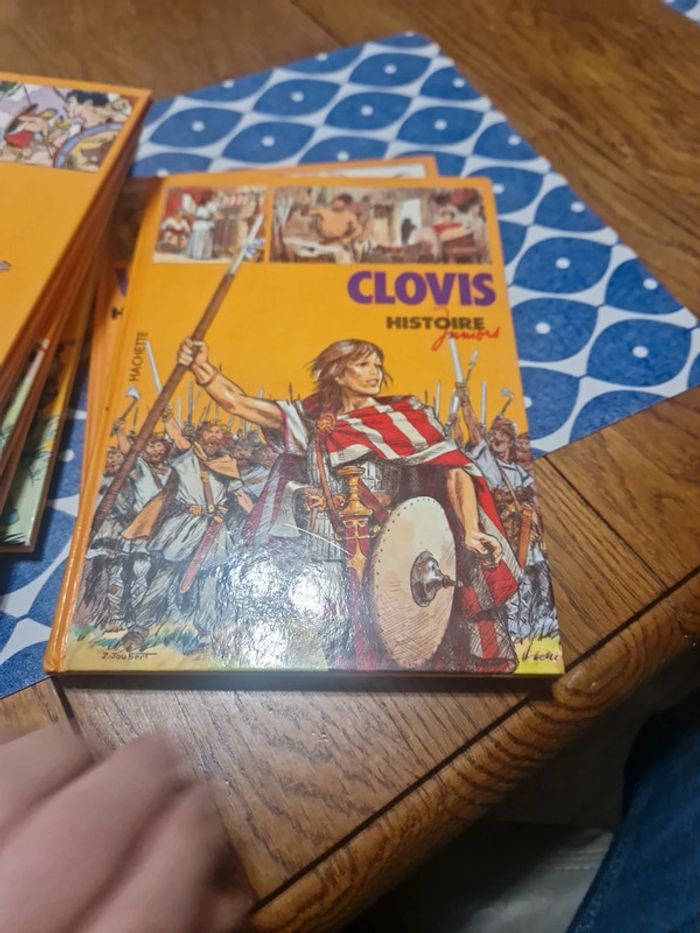 CLOVIS
HISTOIRE
Juniors
HACHETTE
P. Joubert